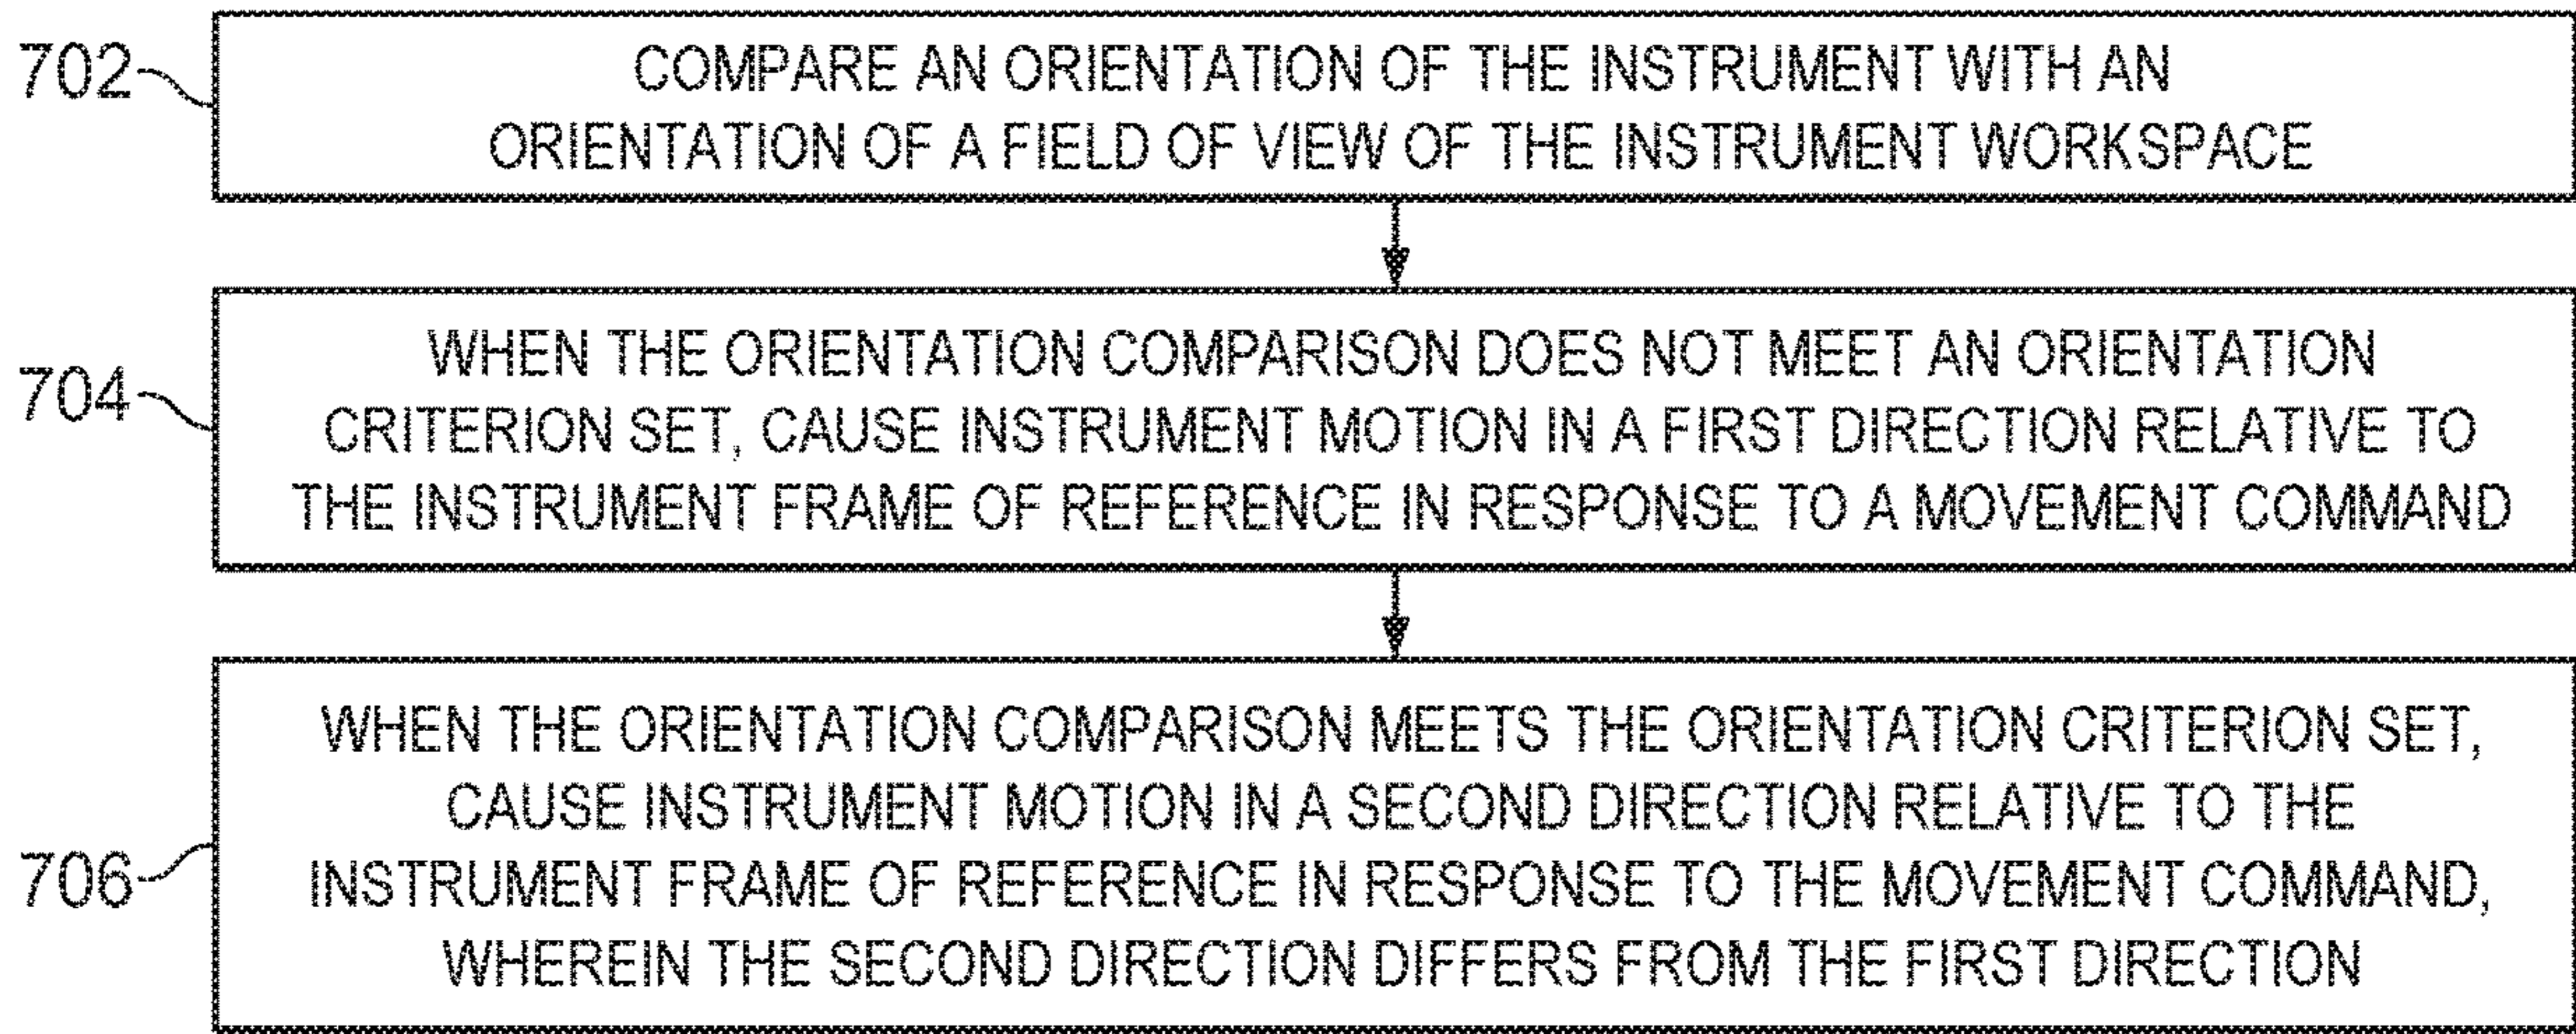 702
COMPARE AN ORIENTATION OF THE INSTRUMENT WITH AN
ORIENTATION OF A FIELD OF VIEW OF THE INSTRUMENT WORKSPACE
704
WHEN THE ORIENTATION COMPARISON DOES NOT MEET AN ORIENTATION
CRITERION SET, CAUSE INSTRUMENT MOTION IN A FIRST DIRECTION RELATIVE TO
THE INSTRUMENT FRAME OF REFERENCE IN RESPONSE TO A MOVEMENT COMMAND
706
WHEN THE ORIENTATION COMPARISON MEETS THE ORIENTATION CRITERION SET,
CAUSE INSTRUMENT MOTION IN A SECOND DIRECTION RELATIVE TO THE
INSTRUMENT FRAME OF REFERENCE IN RESPONSE TO THE MOVEMENT COMMAND,
WHEREIN THE SECOND DIRECTION DIFFERS FROM THE FIRST DIRECTION